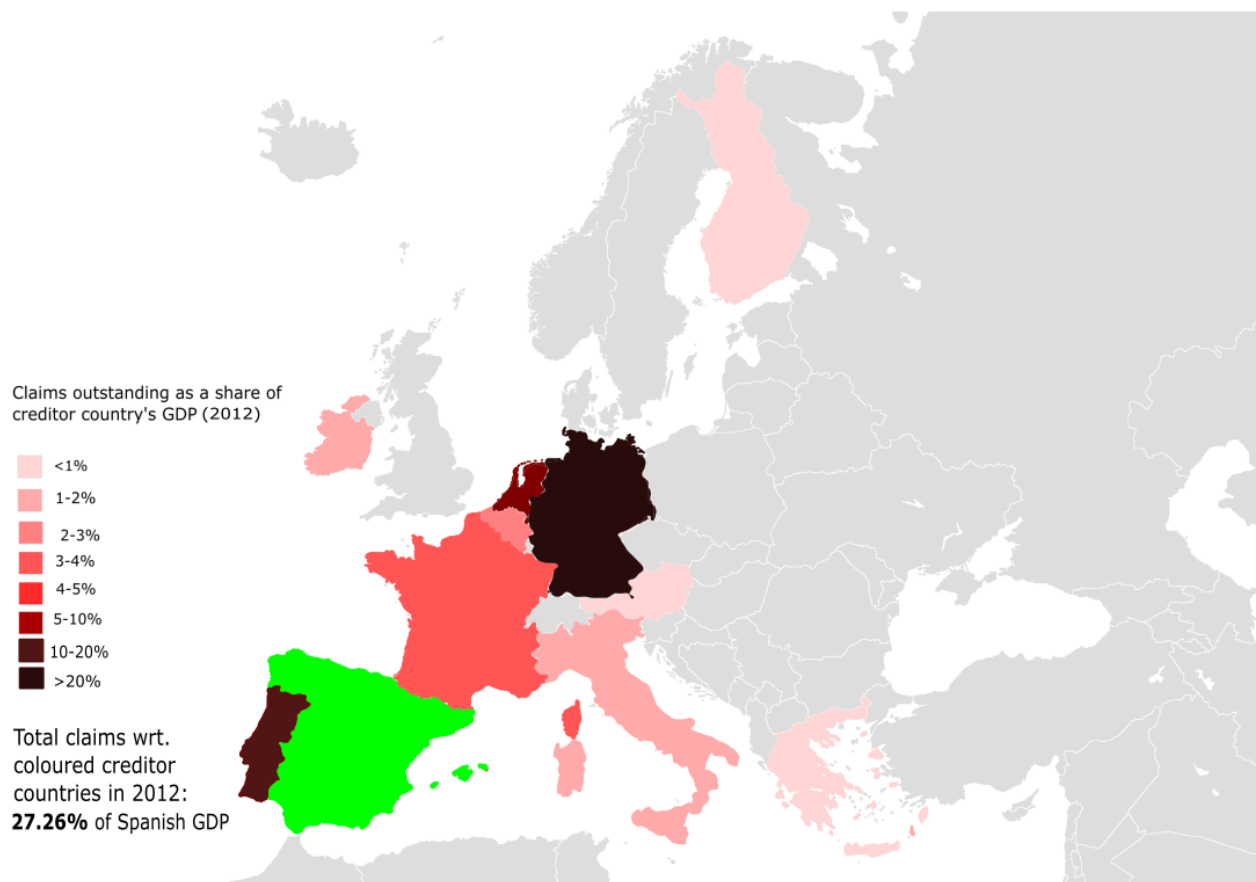 Claims outstanding as a share of
creditor country's GDP (2012)
<1%
1-2%
2-3%
3-4%
4-5%
5-10%
10-20%
>20%
Total claims wrt.
coloured creditor
countries in 2012:
27.26% of Spanish GDP